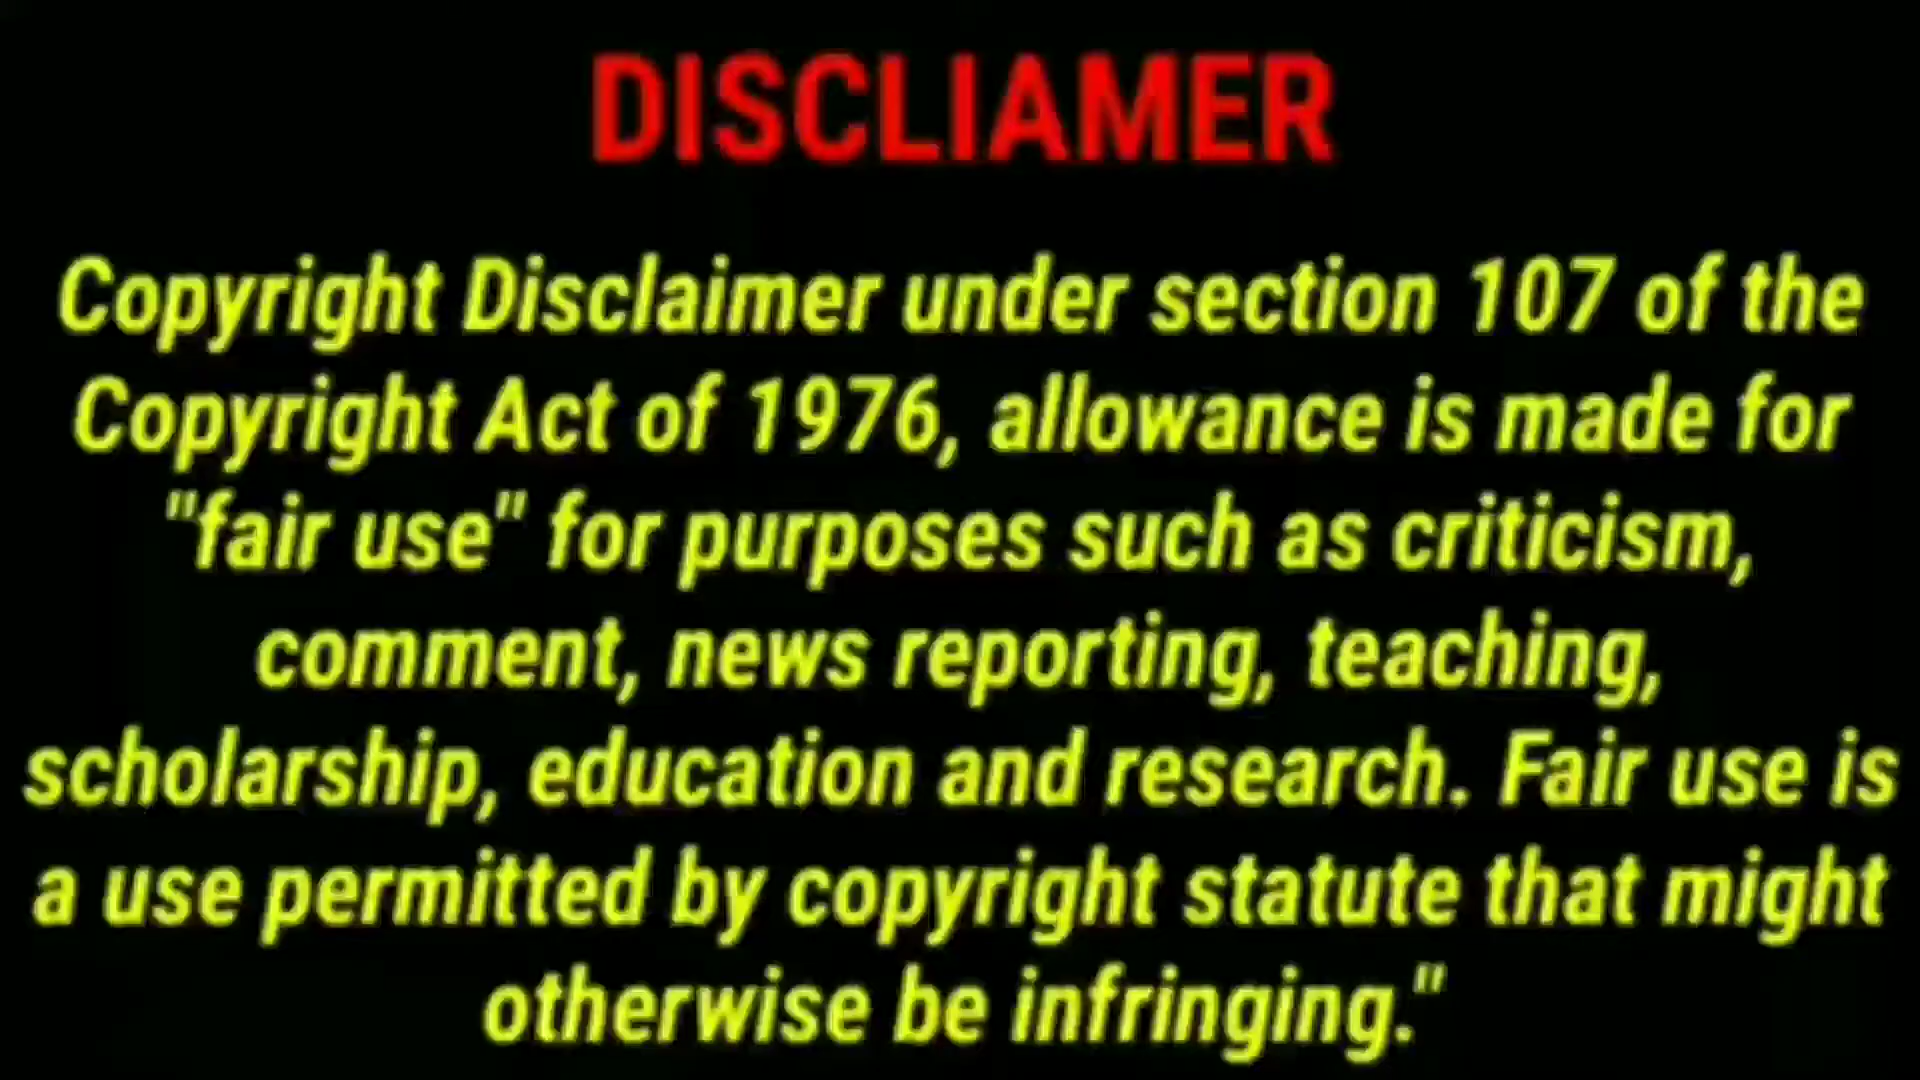 DISCLIAMER
Copyright Disclaimer under section 107 of the
Copyright Act of 1976, allowance is made for
"fair use" for purposes such as criticism,
comment, news reporting, teaching,
scholarship, education and research. Fair use is
a use permitted by copyright statute that might
otherwise be infringing."